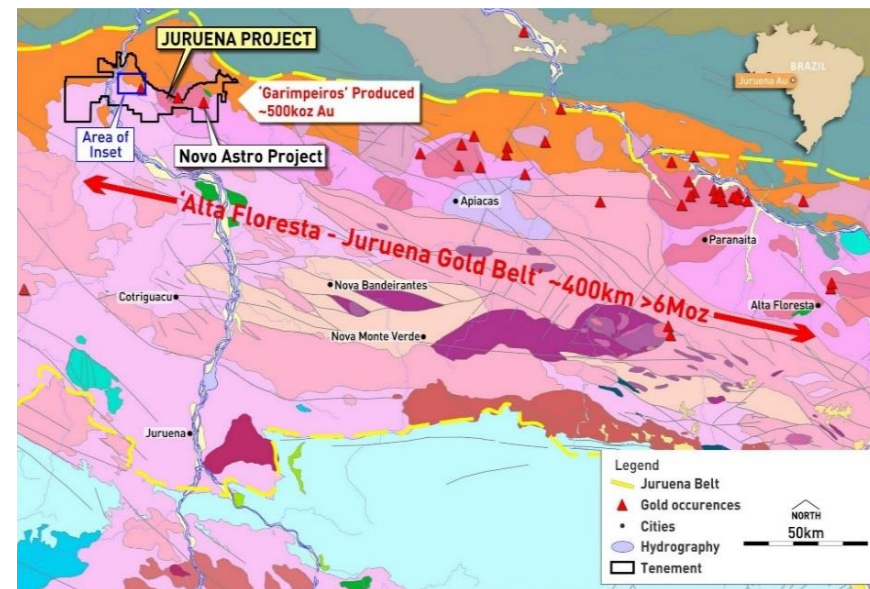 JURUENA PROJECT
BRAZIL
Juruena Au
'Garimpeiros' Produced
~500koz Au
Area of
Inset
Novo Astro Project
'Alta Floresta - Juruena Gold Belt' ~400km >6Moz
Apiacas
Paranaita
Nova Bandeirantes
Cotriguacu
Alta Floresta
Nova Monte Verde
Juruena
Legend
Juruena Belt
Gold occurences
Cities
Hydrography
Tenement
NORTH
50km